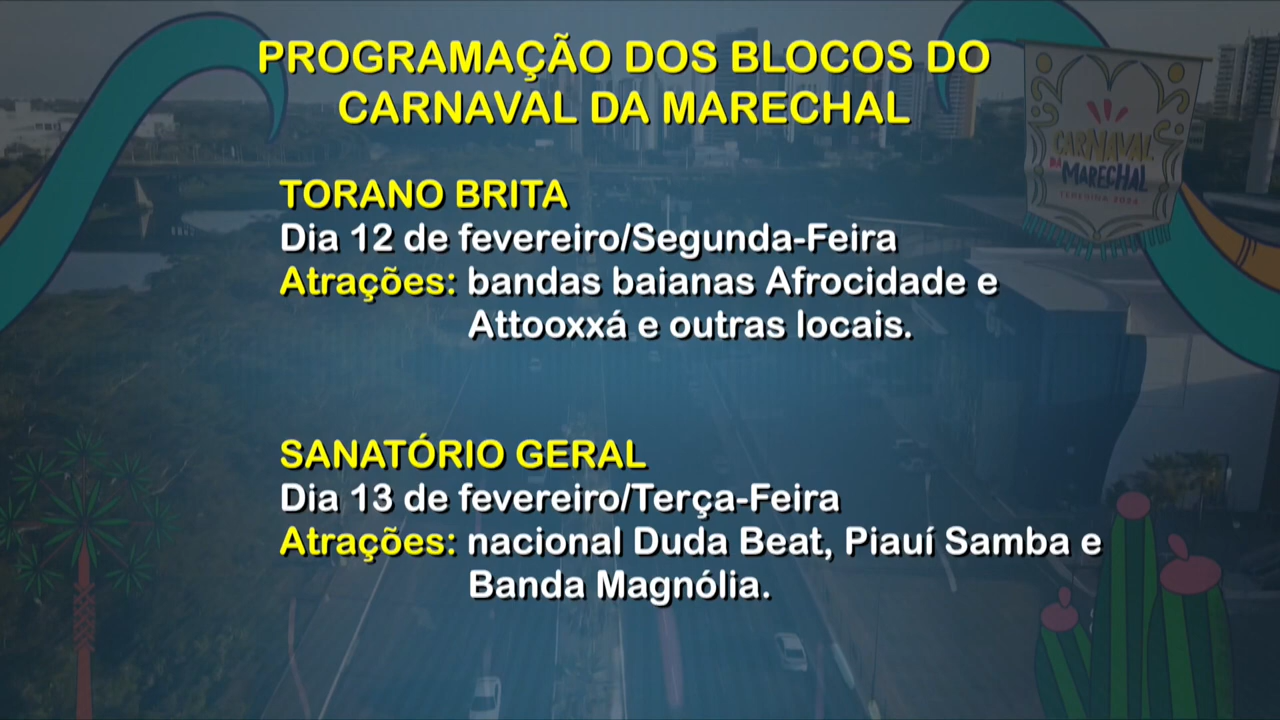 PROGRAMAÇÃO DOS BLOCOS DO
CARNAVAL DA MARECHAL
CARNAVAL
DA MARECHAL
TERESINA 2024
TORANO BRITA
Dia 12 de fevereiro/Segunda-Feira
Atrações: bandas baianas Afrocidade e
Attooxxá e outras locais.
SANATÓRIO GERAL
Dia 13 de fevereiro/Terça-Feira
Atrações: nacional Duda Beat, Piauí Samba e
Banda Magnólia.